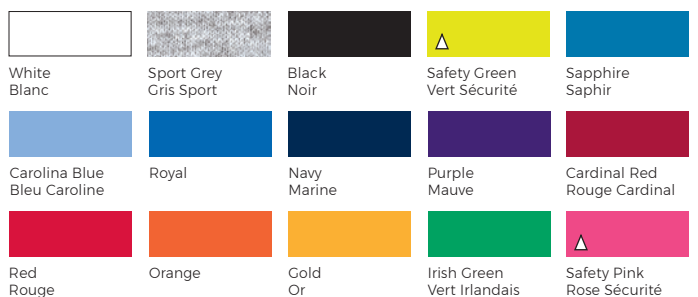 White
Blanc
Sport Grey
Gris Sport
Black
Noir
Safety Green
Vert Sécurité
Sapphire
Saphir
Carolina Blue
Bleu Caroline
Royal
Navy
Marine
Purple
Mauve
Cardinal Red
Rouge Cardinal
Red
Rouge
Orange
Gold
Or
Irish Green
Vert Irlandais
Safety Pink
Rose Sécurité